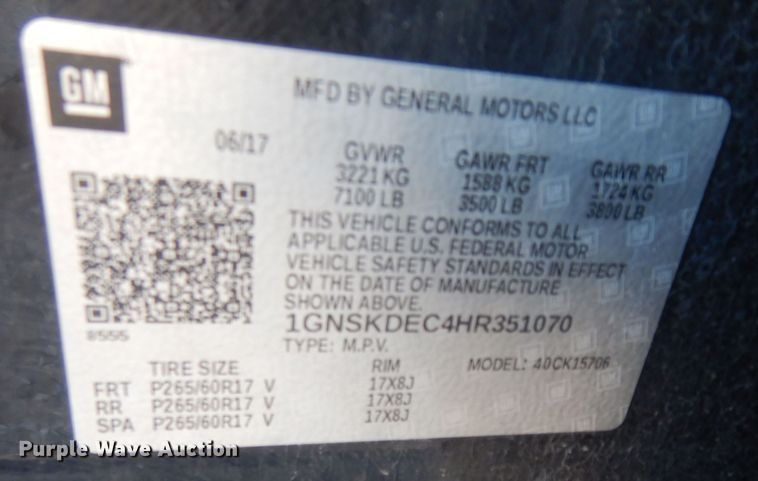 GM
MFD BY GENERAL MOTORS LLC
06/17
GVWR GAWR FRT GAWR RR
3221 KG 1588 KG 1724 KG
7100 LB 3500 LB 3800 LB
THIS VEHICLE CONFORMS TO ALL
APPLICABLE U.S. FEDERAL MOTOR
VEHICLE SAFETY STANDARDS IN EFFECT
ON THE DATE OF MANUFACTURE
SHOWN ABOVE.
8555
1GNSKDEC4HR351070
TYPE: M.P.V. MODEL: 40CK15706
TIRE SIZE RIM
FRT P265/60R17 V 17X8J
RR P265/60R17 V 17X8J
SPA P265/60R17 V 17X8J
Purple Wave Auction